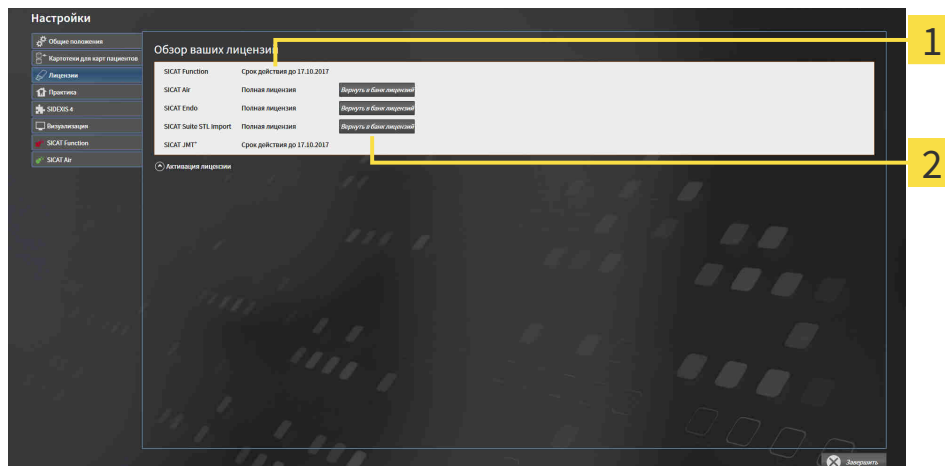 Настройки
Общие положения
Картотеки для карт пациентов
Лицензии
Практика
SIDEXIS 4
Визуализация
SICAT Function
SICAT Air
Обзор ваших лицензий
SICAT Function Срок действия до 17.10.2017
SICAT Air Полная лицензия Вернуть в банк лицензий
SICAT Endo Полная лицензия Вернуть в банк лицензий
SICAT Suite STL Import Полная лицензия Вернуть в банк лицензий
SICAT JMT⁺ Срок действия до 17.10.2017
Активация лицензии
1
2
Завершить